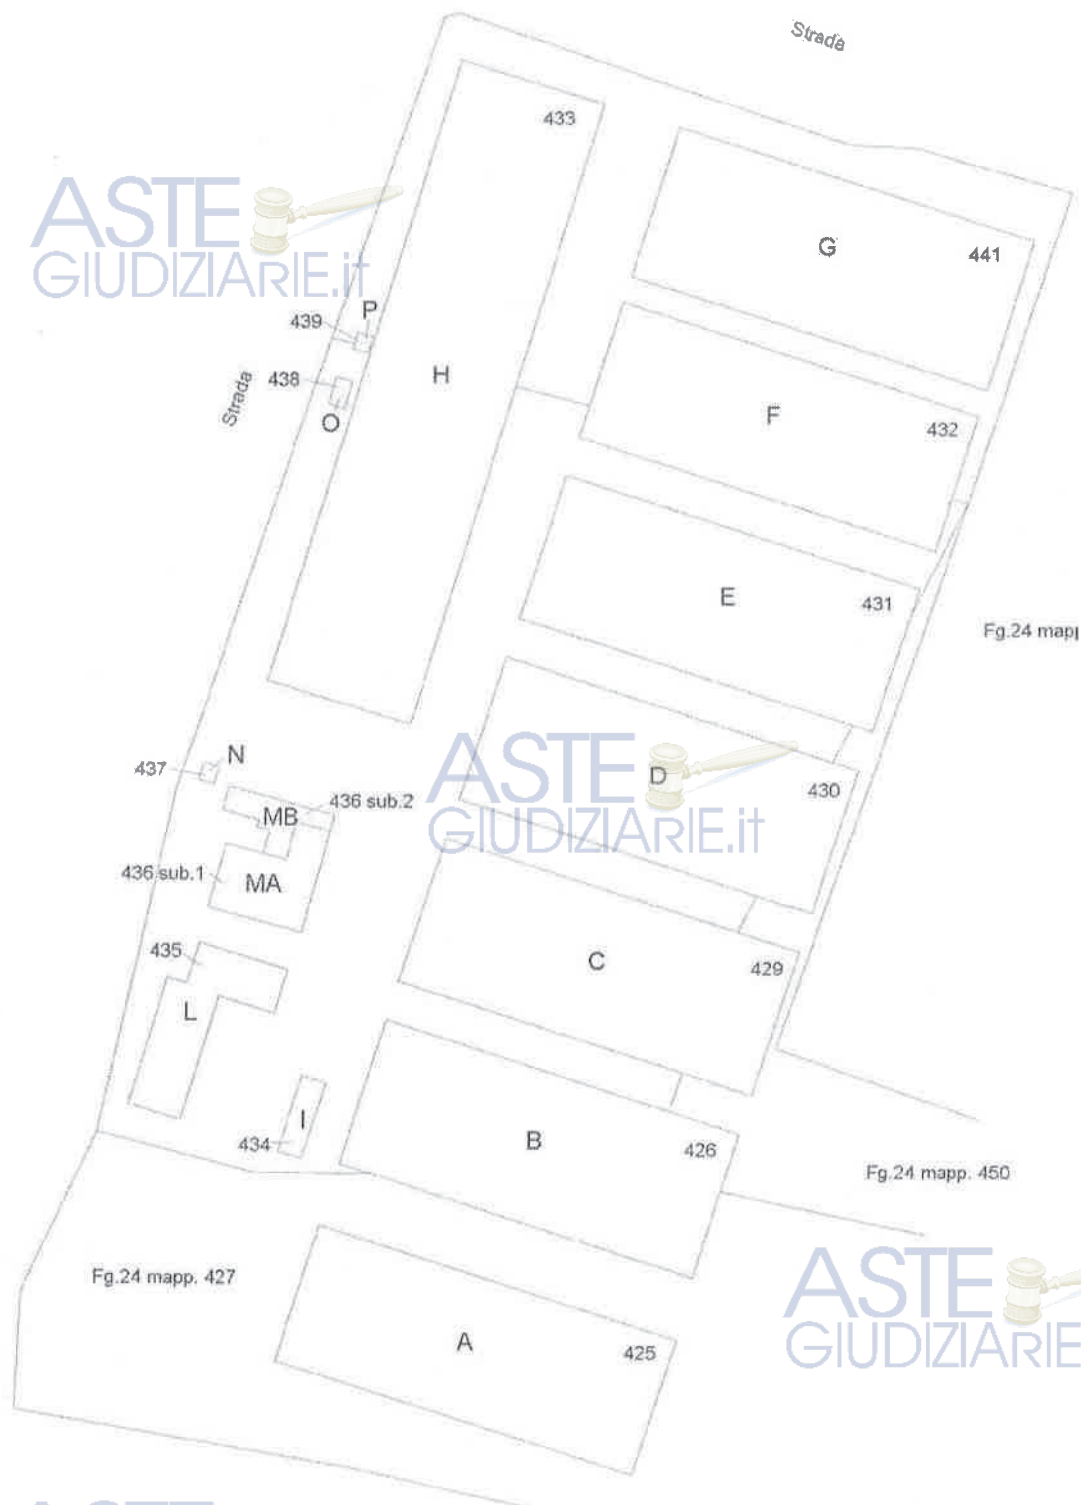 Strada
433
G
441
ASTE
GIUDIZIARIE.it
P
439
438
H
Strada
O
F
432
E
431
Fg.24 mapp
N
437
ASTE
GIUDIZIARIE.it
D
430
436 sub.2
MB
436 sub.1
MA
435
C
429
L
I
434
B
426
Fg.24 mapp. 450
Fg.24 mapp. 427
ASTE
GIUDIZIARIE
A
425
ASTE